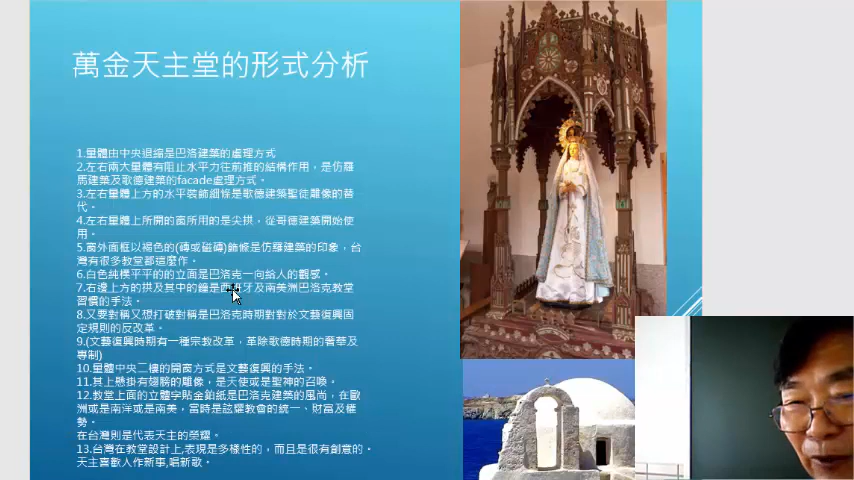 萬金天主堂的形式分析
1.量體由中央退縮是巴洛建築的處理方式
2.左右兩大量體有阻止水平力往前推的結構作用，是仿羅
馬建築及歌德建築的facade處理方式。
3.左右量體上方的水平裝飾細條是歌德建築聖徒雕像的替
代。
4.左右量體上所開的窗所用的是尖拱，從哥德建築開始使
用。
5.窗外面框以褐色的(磚或磁磚)飾條是仿羅建築的印象，台
灣有很多教堂都這麼作。
6.白色純樸平平的的立面是巴洛克一向給人的觀感。
7.右邊上方的拱及其中的鐘是西班牙及南美洲巴洛克教堂
習慣的手法。
8.又要對稱又想打破對稱是巴洛克時期對對於文藝復興固
定規則的反改革。
9.(文藝復興時期有一種宗教改革，革除歌德時期的奢華及
專制)
10.量體中央二樓的開窗方式是文藝復興的手法。
11.其上懸掛有翅膀的雕像，是天使或是聖神的召喚。
12.教堂上面的立體字貼金鉑紙是巴洛克建築的風尚，在歐
洲或是南洋或是南美，當時是炫耀教會的統一、財富及權
勢。
在台灣則是代表天主的榮耀。
13.台灣在教堂設計上,表現是多樣性的，而且是很有創意的。
天主喜歡人作新事,唱新歌。